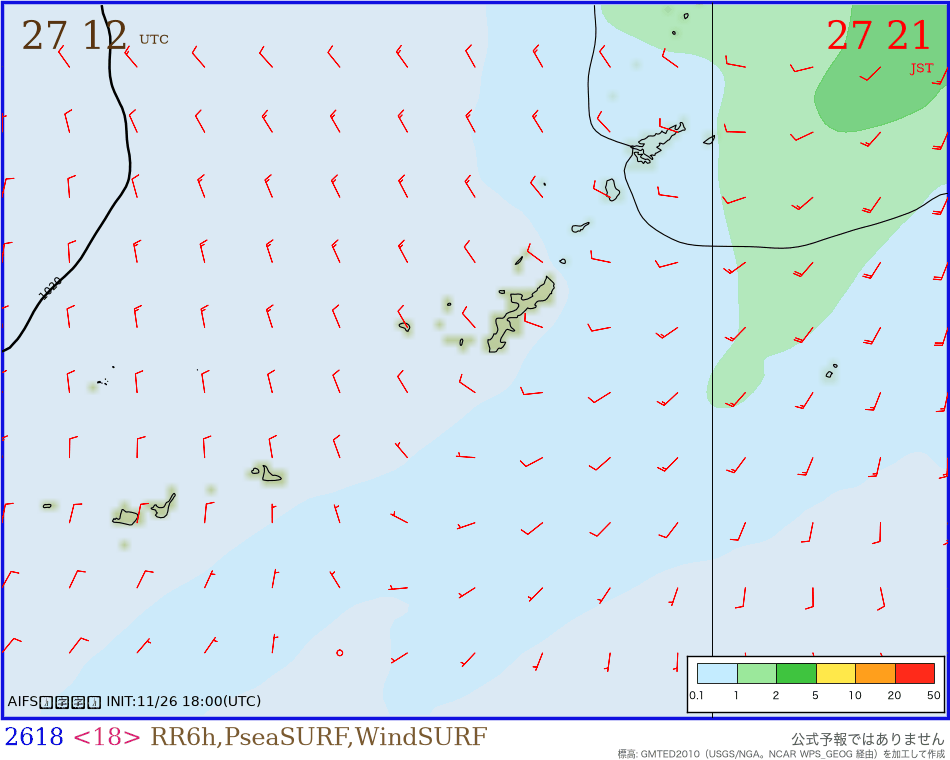 27 12 UTC
27 21
JST
1020
AIFS INIT:11/26 18:00(UTC)
0.1 1 2 5 10 20 50
2618 <18> RR6h,PseaSURF,WindSURF
公式予報ではありません
標高: GMTED2010（USGS/NGA。NCAR WPS_GEOG 経由）を加工して作成